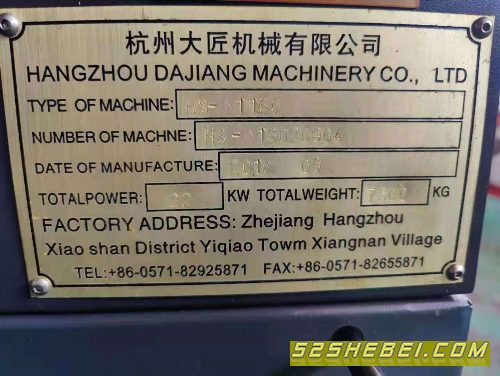 杭州大匠机械有限公司
HANGZHOU DAJIANG MACHINERY CO., LTD
TYPE OF MACHINE:
NUMBER OF MACHNE:
DATE OF MANUFACTURE:
TOTALPOWER: KW TOTALWEIGHT: KG
FACTORY ADDRESS: Zhejiang Hangzhou
Xiao shan District Yiqiao Towm Xiangnan Village
TEL:+86-0571-82925871 FAX:+86-0571-82655871
52SHEBEI.COM